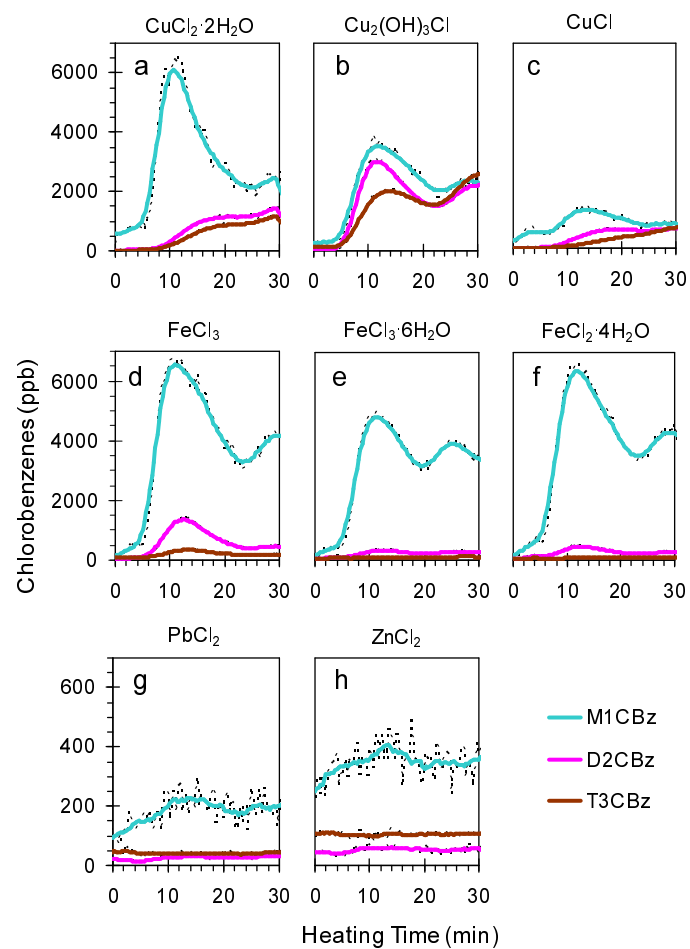 CuCl₂·2H₂O Cu₂(OH)₃Cl CuCl
a b c
6000
4000
2000
0
0 10 20 30 0 10 20 30 0 10 20 30
FeCl₃ FeCl₃·6H₂O FeCl₂·4H₂O
d e f
6000
4000
2000
0
0 10 20 30 0 10 20 30 0 10 20 30
Chlorobenzenes (ppb)
PbCl₂ ZnCl₂
g h
600
400
200
0
0 10 20 30 0 10 20 30
M1CBz
D2CBz
T3CBz
Heating Time (min)